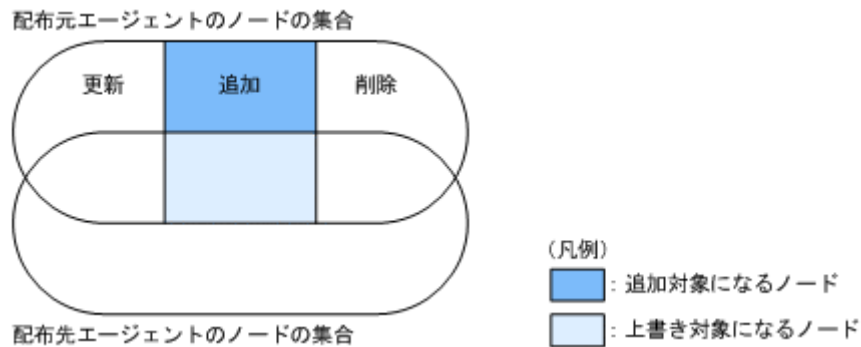 配布元エージェントのノードの集合
更新 追加 削除
配布先エージェントのノードの集合
(凡例)
: 追加対象になるノード
: 上書き対象になるノード